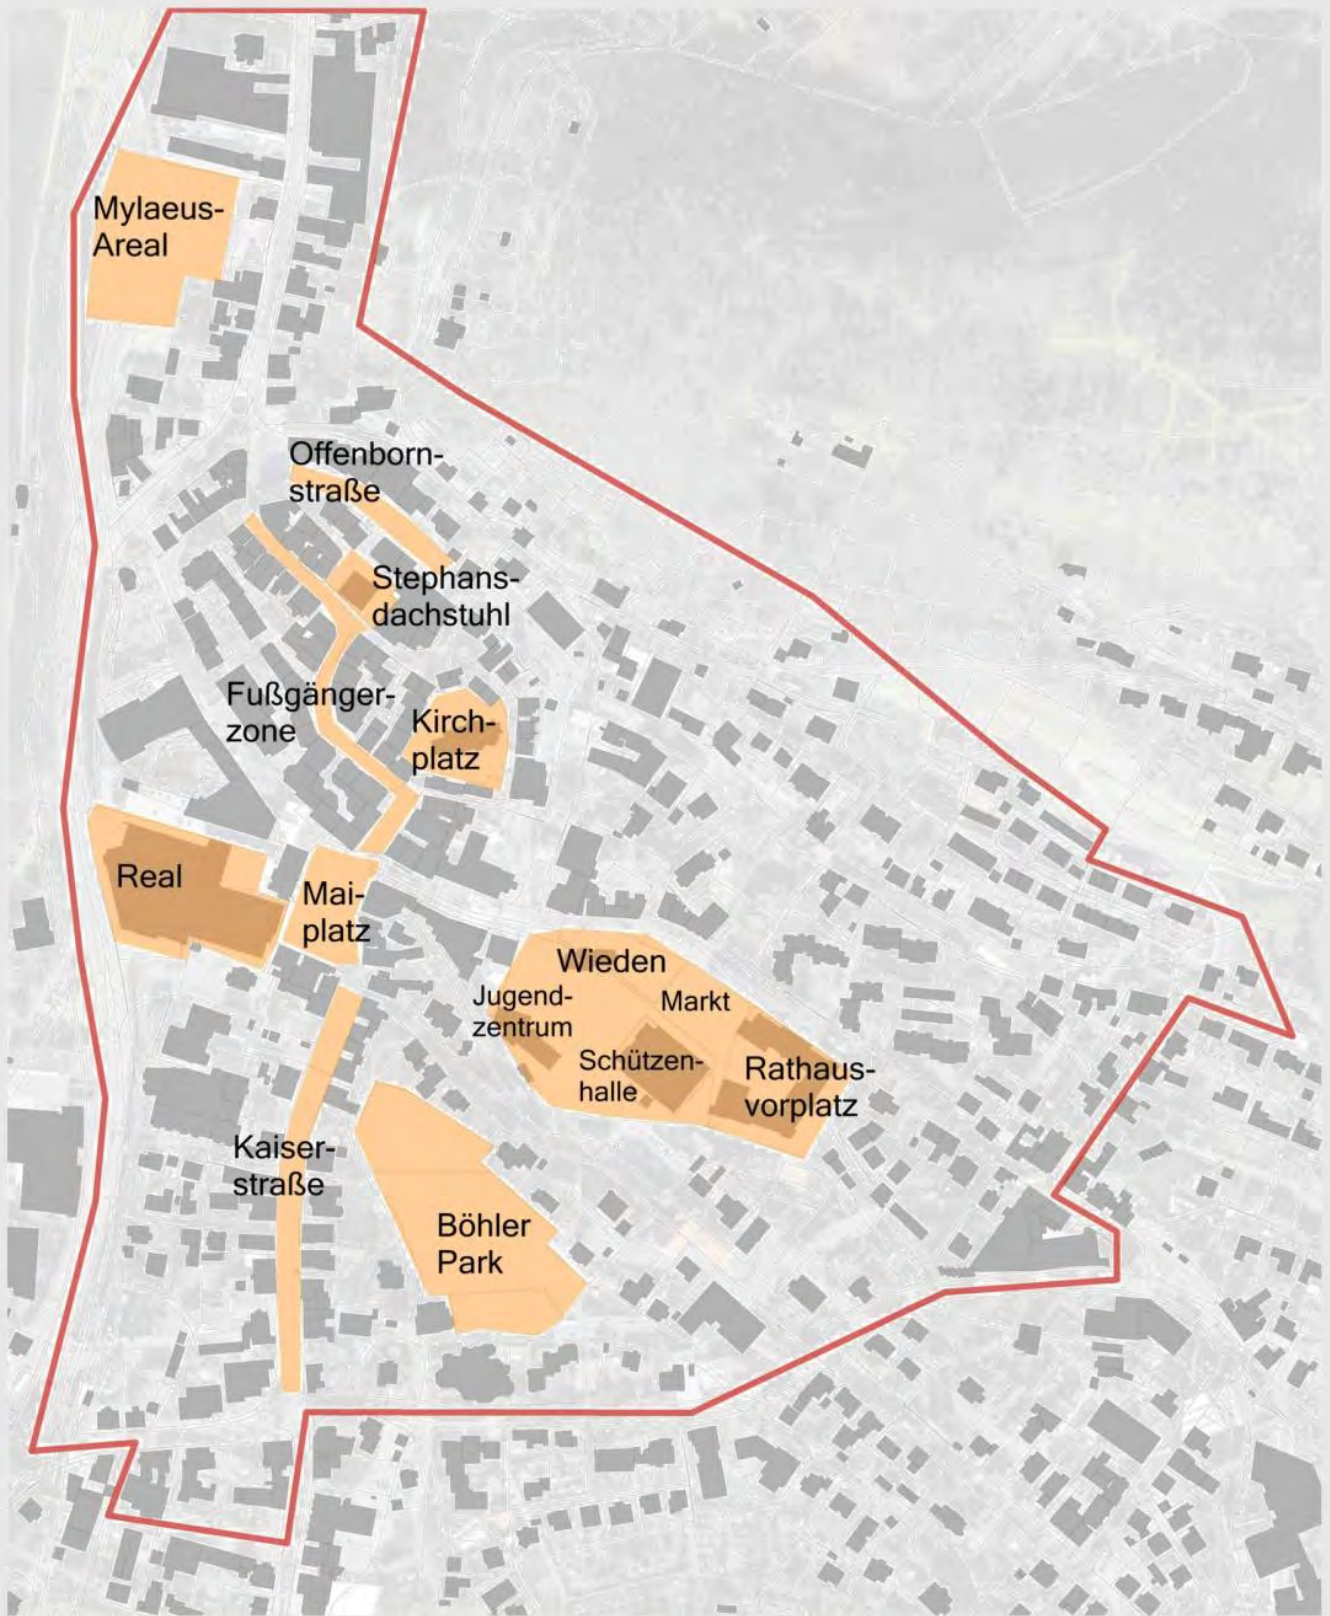 Mylaeus-
Areal
Offenborn-
straße
Stephans-
dachstuhl
Fußgänger-
zone
Kirch-
platz
Real
Mai-
platz
Wieden
Jugend-
zentrum
Markt
Schützen-
halle
Rathaus-
vorplatz
Kaiser-
straße
Böhler
Park